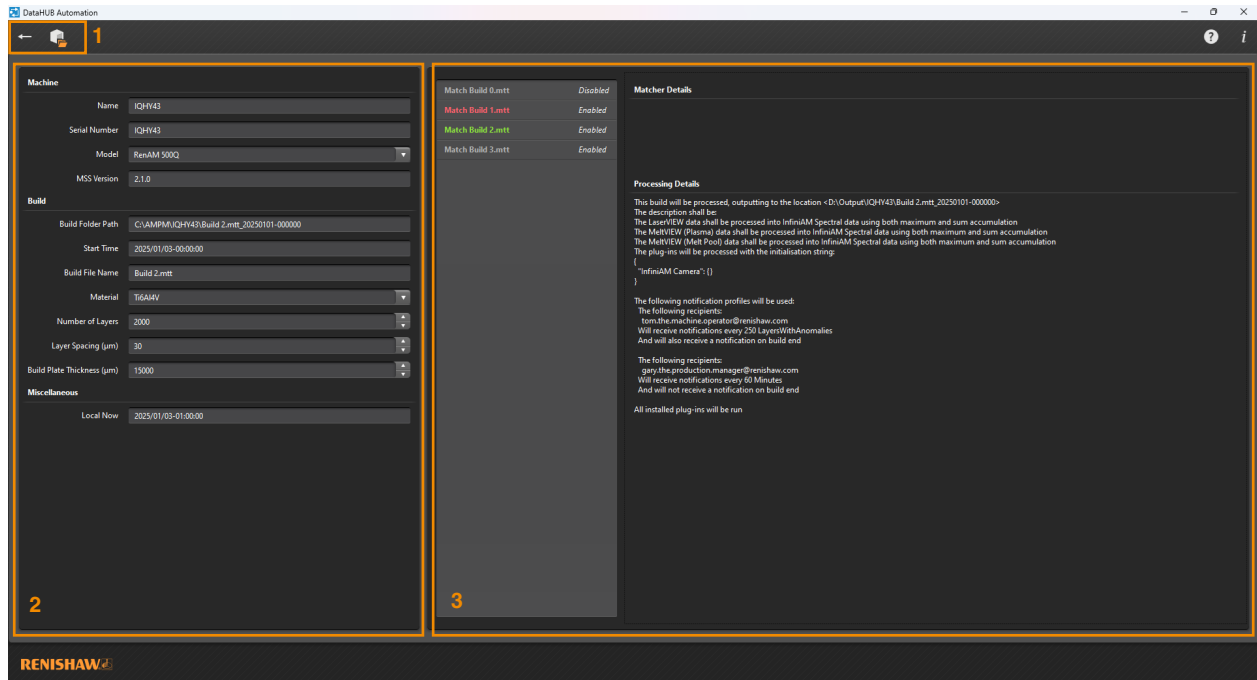 DataHUB Automation
1
?
i
Machine
Name IQHY43
Serial Number IQHY43
Model RenAM 500Q
MSS Version 2.1.0
Build
Build Folder Path C:\AMPM\IQHY43\Build 2.mtt_20250101-000000
Start Time 2025/01/03-00:00:00
Build File Name Build 2.mtt
Material Ti6Al4V
Number of Layers 2000
Layer Spacing (μm) 30
Build Plate Thickness (μm) 15000
Miscellaneous
Local Now 2025/01/03-01:00:00
2
Match Build 0.mtt Disabled
Match Build 1.mtt Enabled
Match Build 2.mtt Enabled
Match Build 3.mtt Enabled
3
Matcher Details
Processing Details
This build will be processed, outputting to the location <D:\Output\IQHY43\Build 2.mtt_20250101-000000>
The description shall be:
The LaserVIEW data shall be processed into InfiniAM Spectral data using both maximum and sum accumulation
The MeltVIEW (Plasma) data shall be processed into InfiniAM Spectral data using both maximum and sum accumulation
The MeltVIEW (Melt Pool) data shall be processed into InfiniAM Spectral data using both maximum and sum accumulation
The plug-ins will be processed with the initialisation string:
{
"InfiniAM Camera": {}
}
The following notification profiles will be used:
The following recipients:
tom.the.machine.operator@renishaw.com
Will receive notifications every 250 LayersWithAnomalies
And will also receive a notification on build end
The following recipients:
gary.the.production.manager@renishaw.com
Will receive notifications every 60 Minutes
And will not receive a notification on build end
All installed plug-ins will be run
RENISHAW